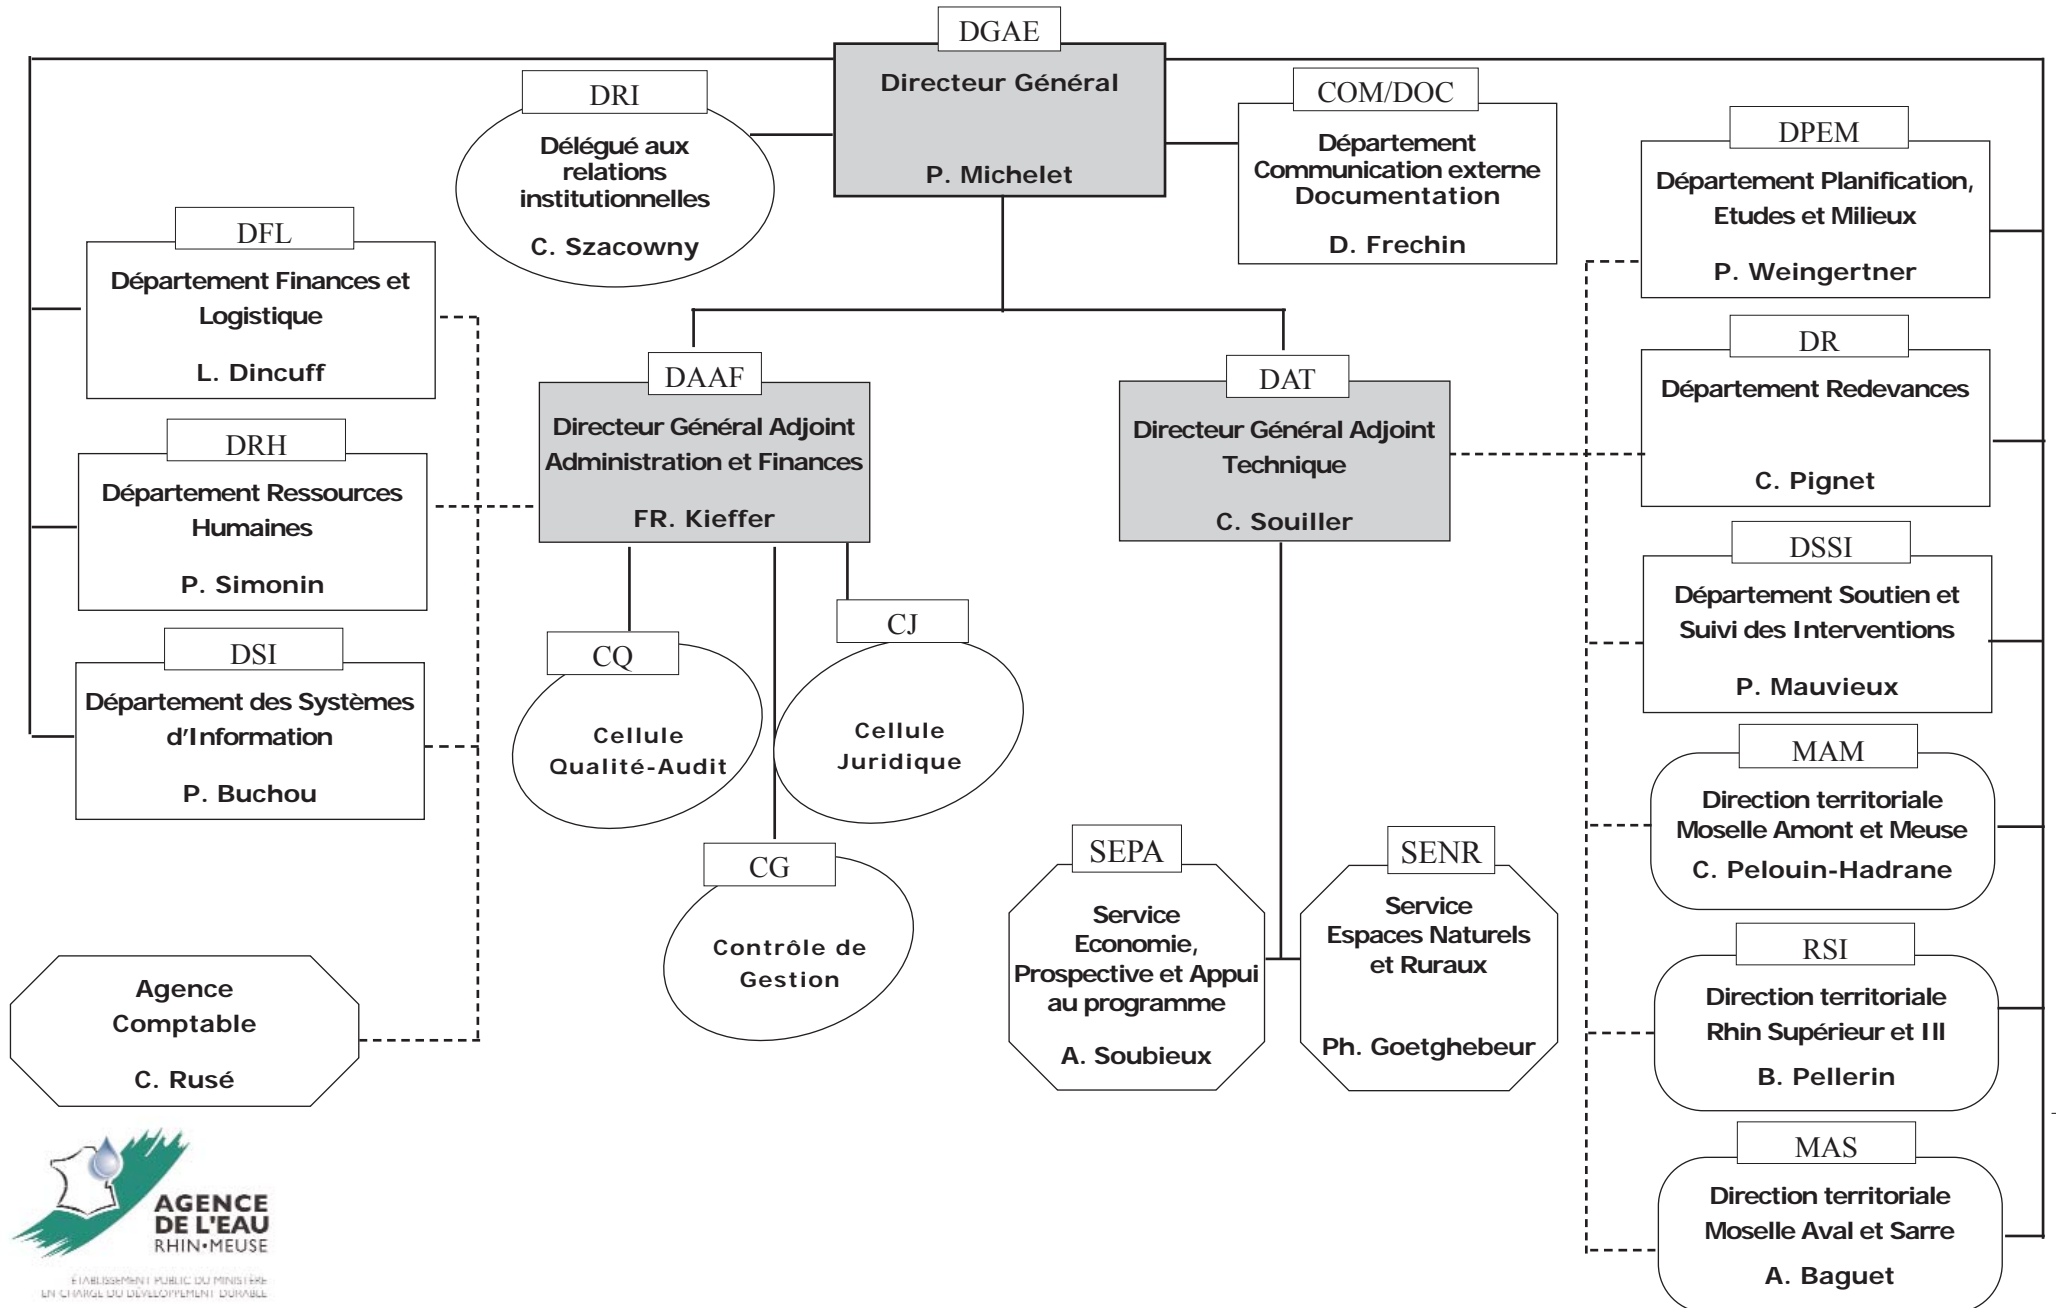 DGAE
Directeur Général
P. Michelet
DRI
Délégué aux
relations
institutionnelles
C. Szacowny
COM/DOC
Département
Communication externe
Documentation
D. Frechin
DFL
Département Finances et
Logistique
L. Dincuff
DRH
Département Ressources
Humaines
P. Simonin
DSI
Département des Systèmes
d'Information
P. Buchou
Agence
Comptable
C. Rusé
DAAF
Directeur Général Adjoint
Administration et Finances
FR. Kieffer
CQ
Cellule
Qualité-Audit
CJ
Cellule
Juridique
CG
Contrôle de
Gestion
DAT
Directeur Général Adjoint
Technique
C. Souiller
SEPA
Service
Economie,
Prospective et Appui
au programme
A. Soubieux
SENR
Service
Espaces Naturels
et Ruraux
Ph. Goetghebeur
DPEM
Département Planification,
Etudes et Milieux
P. Weingertner
DR
Département Redevances
C. Pignet
DSSI
Département Soutien et
Suivi des Interventions
P. Mauvieux
MAM
Direction territoriale
Moselle Amont et Meuse
C. Pelouin-Hadrane
RSI
Direction territoriale
Rhin Supérieur et Ill
B. Pellerin
MAS
Direction territoriale
Moselle Aval et Sarre
A. Baguet
AGENCE
DE L'EAU
RHIN•MEUSE
ÉTABLISSEMENT PUBLIC DU MINISTÈRE
EN CHARGE DU DÉVELOPPEMENT DURABLE